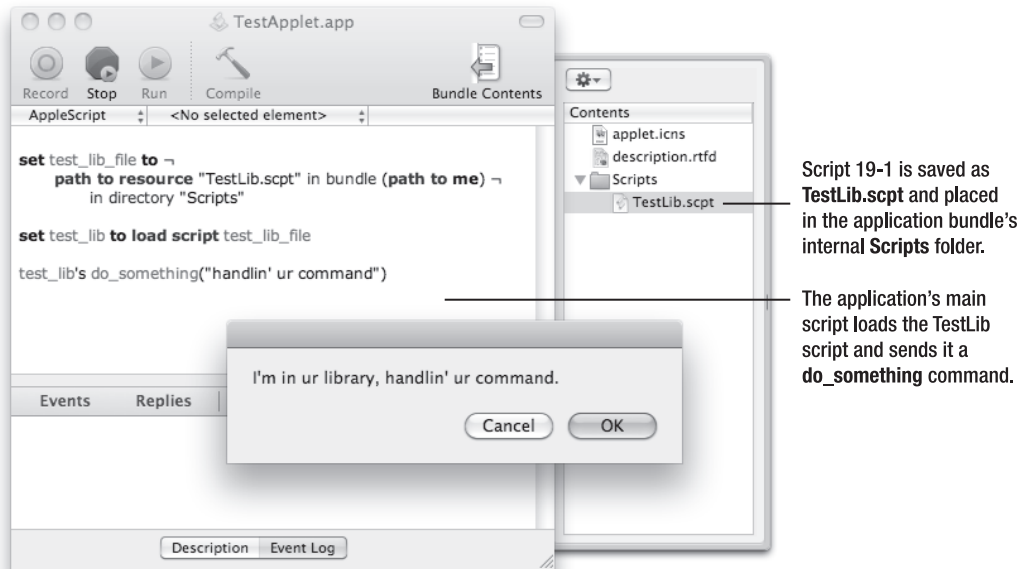 TestApplet.app
Record Stop Run Compile Bundle Contents
AppleScript <No selected element>
set test_lib_file to ¬
path to resource "TestLib.scpt" in bundle (path to me) ¬
in directory "Scripts"
set test_lib to load script test_lib_file
test_lib's do_something("handlin' ur command")
I'm in ur library, handlin' ur command.
Cancel OK
Events Replies
Description Event Log
Contents
applet.icns
description.rtfd
Scripts
TestLib.scpt
Script 19-1 is saved as
TestLib.scpt and placed
in the application bundle's
internal Scripts folder.
The application's main
script loads the TestLib
script and sends it a
do_something command.